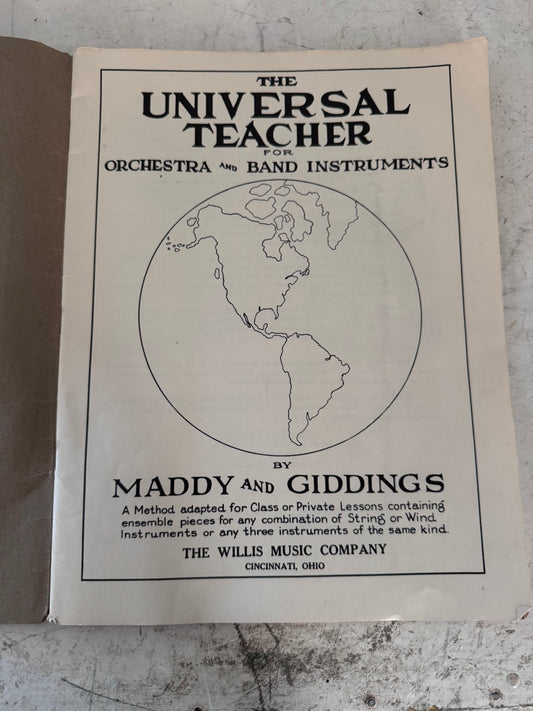 THE
UNIVERSAL
TEACHER
FOR
ORCHESTRA AND BAND INSTRUMENTS
BY
MADDY AND GIDDINGS
A Method adapted for Class or Private Lessons containing
ensemble pieces for any combination of String or Wind
Instruments or any three instruments of the same kind.
THE WILLIS MUSIC COMPANY
CINCINNATI, OHIO